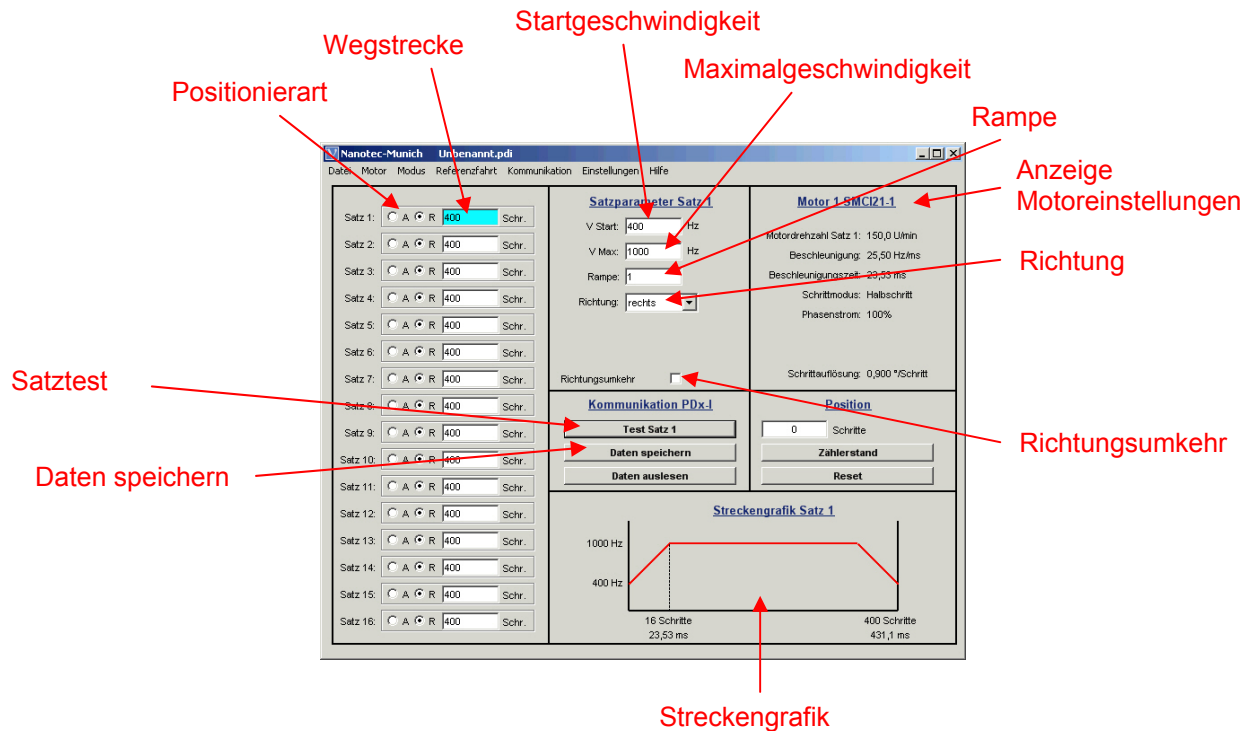 Startgeschwindigkeit
Wegstrecke
Maximalgeschwindigkeit
Positionierart
Rampe
Anzeige
Motoreinstellungen
Richtung
Satztest
Richtungsumkehr
Daten speichern
Streckengrafik
Nanotec-Munich Unbenannt.pdi
Datei Motor Modus Referenzfahrt Kommunikation Einstellungen Hilfe
Satz 1: A R 400 Schr.
Satz 2: A R 400 Schr.
Satz 3: A R 400 Schr.
Satz 4: A R 400 Schr.
Satz 5: A R 400 Schr.
Satz 6: A R 400 Schr.
Satz 7: A R 400 Schr.
Satz 8: A R 400 Schr.
Satz 9: A R 400 Schr.
Satz 10: A R 400 Schr.
Satz 11: A R 400 Schr.
Satz 12: A R 400 Schr.
Satz 13: A R 400 Schr.
Satz 14: A R 400 Schr.
Satz 15: A R 400 Schr.
Satz 16: A R 400 Schr.
Satzparameter Satz 1
V Start: 400 Hz
V Max: 1000 Hz
Rampe: 1
Richtung: rechts
Richtungsumkehr
Motor 1 SMCI21-1
Motordrehzahl Satz 1: 150,0 U/min
Beschleunigung: 25,50 Hz/ms
Beschleunigungszeit: 23,53 ms
Schrittmodus: Halbschritt
Phasenstrom: 100%
Schrittauflösung: 0,900 °/Schritt
Kommunikation PDx-I
Test Satz 1
Daten speichern
Daten auslesen
Position
0 Schritte
Zählerstand
Reset
Streckengrafik Satz 1
1000 Hz
400 Hz
16 Schritte 400 Schritte
23,53 ms 431,1 ms